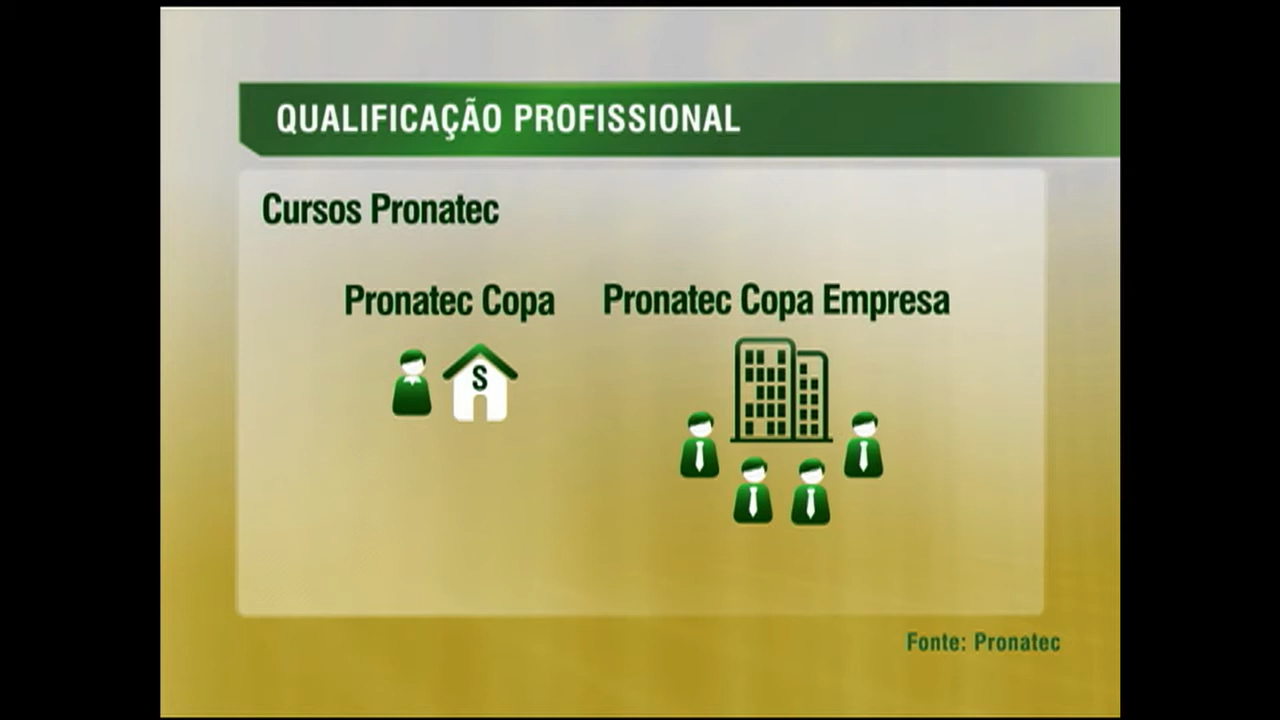 QUALIFICAÇÃO PROFISSIONAL
Cursos Pronatec
Pronatec Copa
Pronatec Copa Empresa
S
Fonte: Pronatec